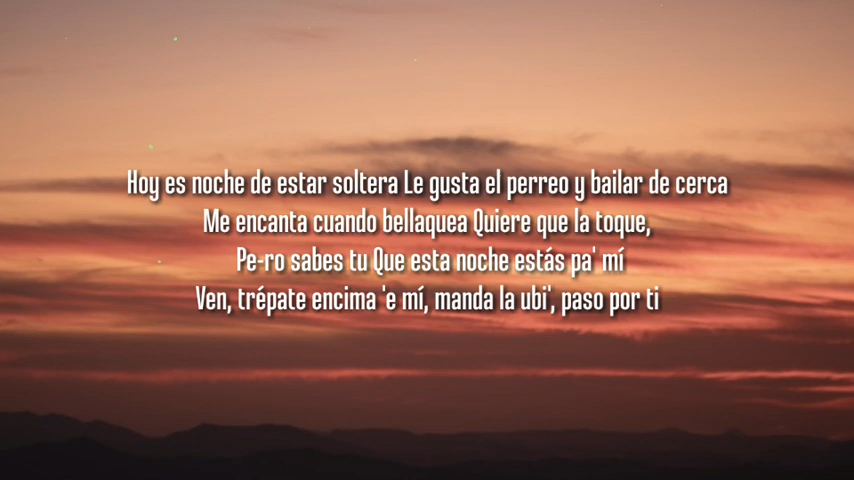 Hoy es noche de estar soltera Le gusta el perreo y bailar de cerca
Me encanta cuando bellaquea Quiere que la toque,
Pe-ro sabes tu Que esta noche estás pa' mí
Ven, trépate encima 'e mí, manda la ubi', paso por ti